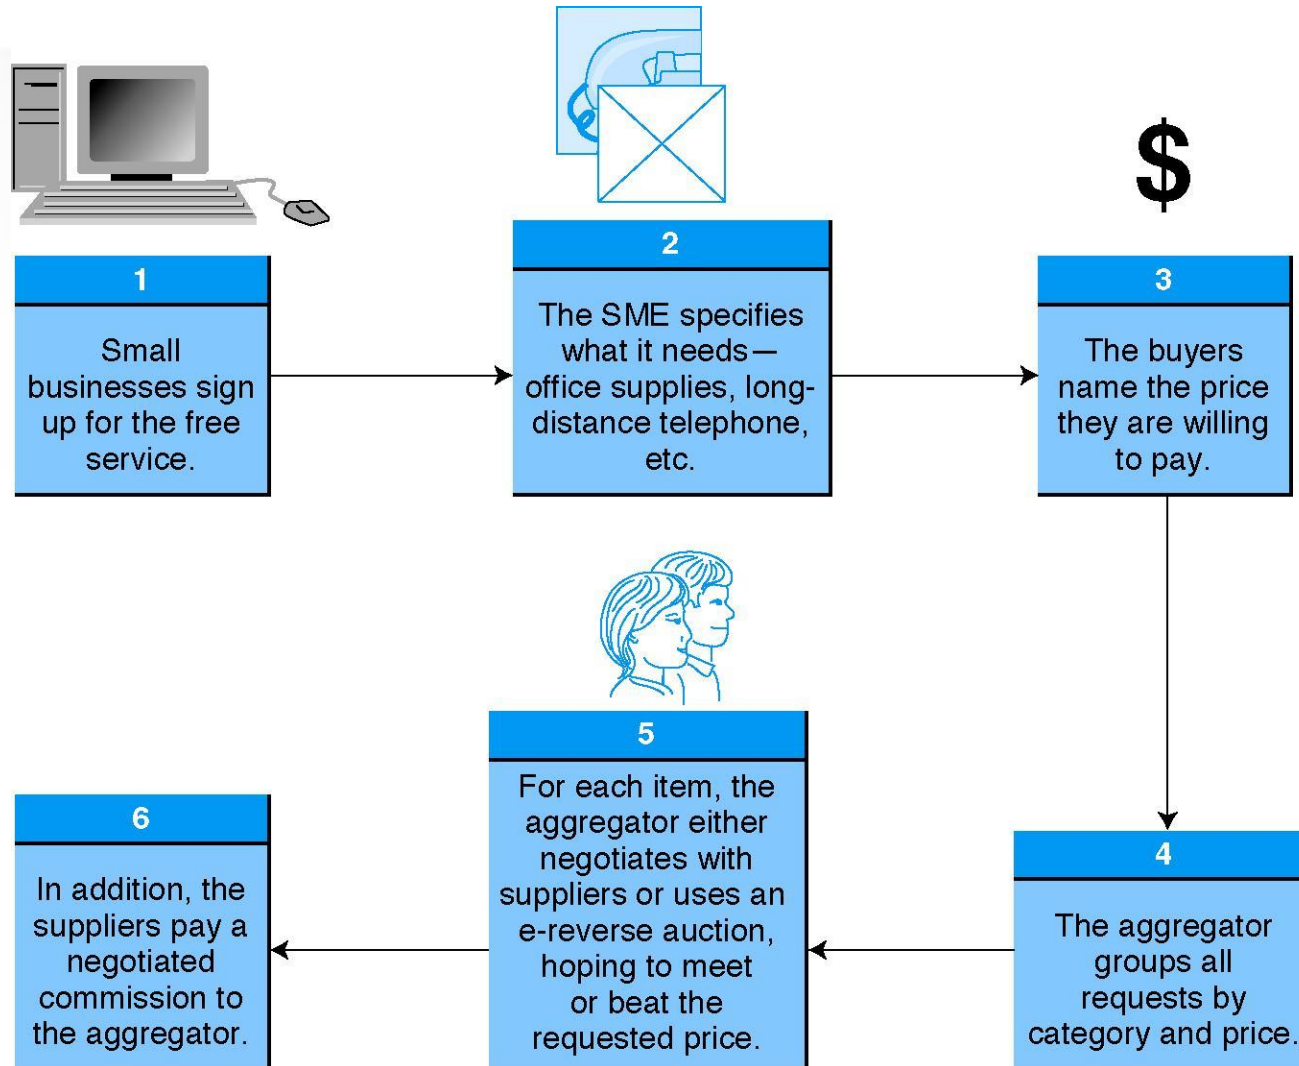 $
1
Small
businesses sign
up for the free
service.
2
The SME specifies
what it needs—
office supplies, long-
distance telephone,
etc.
3
The buyers
name the price
they are willing
to pay.
4
The aggregator
groups all
requests by
category and price.
5
For each item, the
aggregator either
negotiates with
suppliers or uses an
e-reverse auction,
hoping to meet
or beat the
requested price.
6
In addition, the
suppliers pay a
negotiated
commission to
the aggregator.